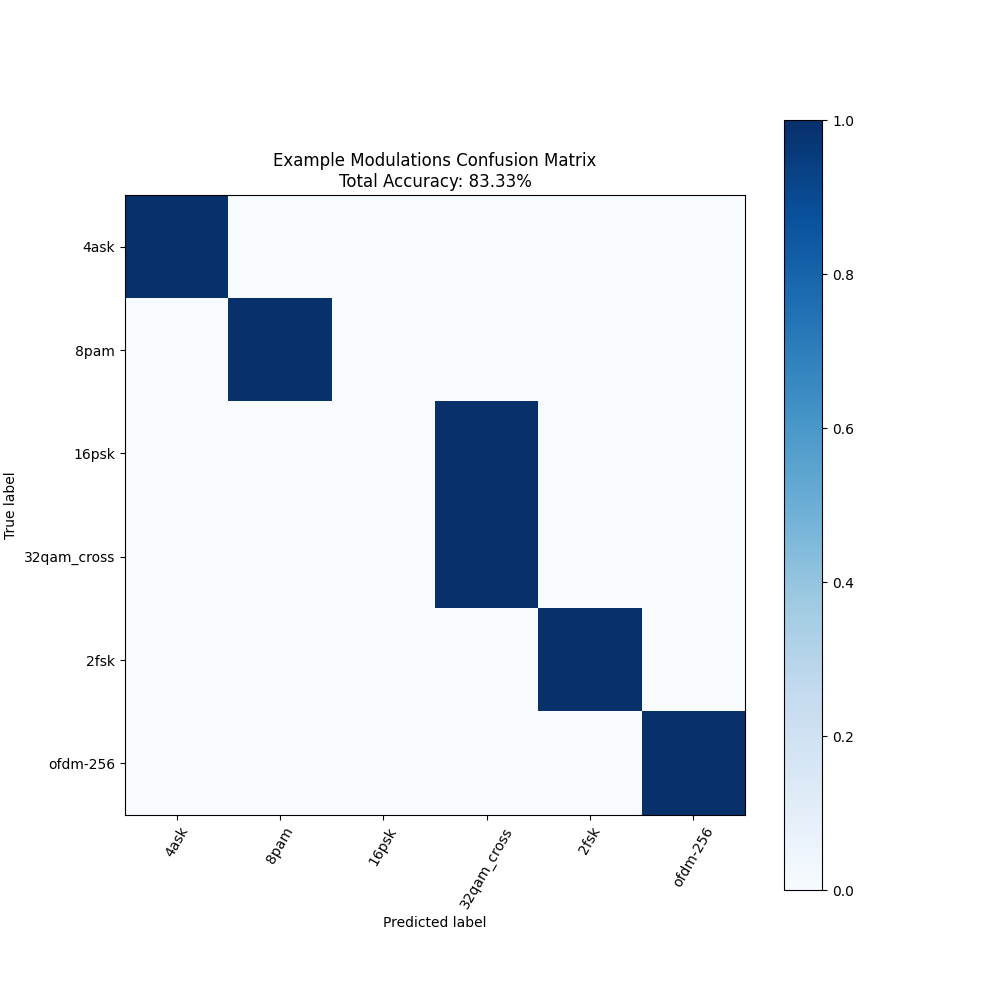 Example Modulations Confusion Matrix
Total Accuracy: 83.33%
True label
4ask
8pam
16psk
32qam_cross
2fsk
ofdm-256
4ask
8pam
16psk
32qam_cross
2fsk
ofdm-256
Predicted label
1.0
0.8
0.6
0.4
0.2
0.0